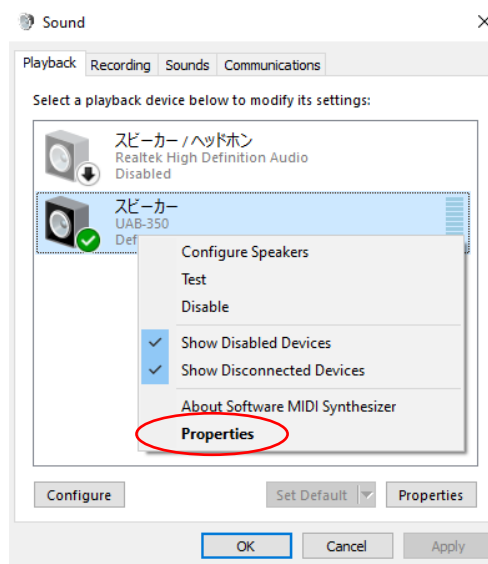 Sound
Playback Recording Sounds Communications
Select a playback device below to modify its settings:
スピーカー / ヘッドホン
Realtek High Definition Audio
Disabled
スピーカー
UAB-350
Def
Configure Speakers
Test
Disable
Show Disabled Devices
Show Disconnected Devices
About Software MIDI Synthesizer
Properties
Configure Set Default Properties
OK Cancel Apply